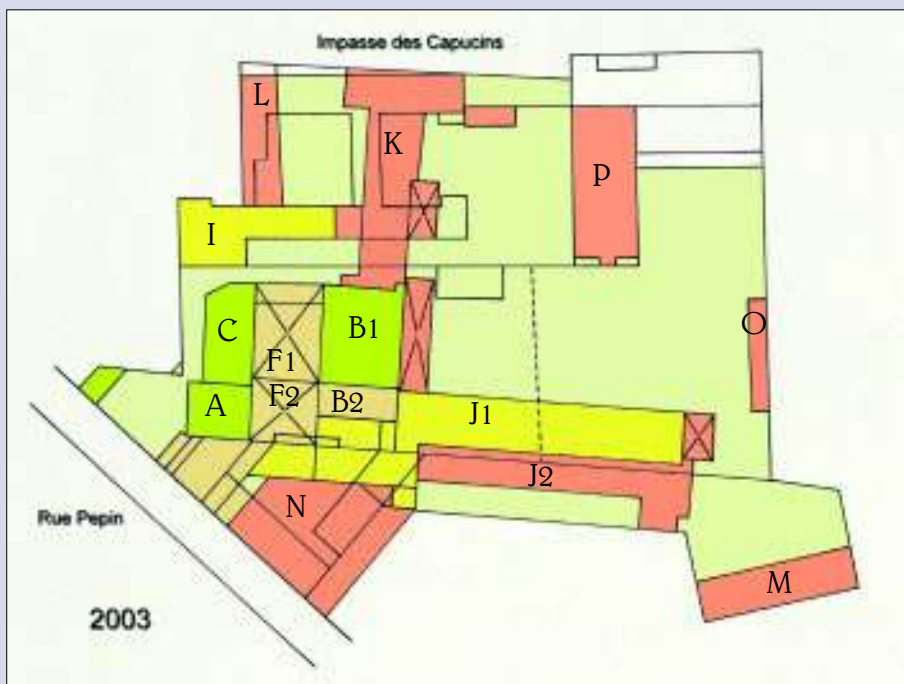 Impasse des Capucins
L
K
P
I
C
F1
B1
O
A
F2
B2
J1
J2
N
Rue Pepin
M
2003